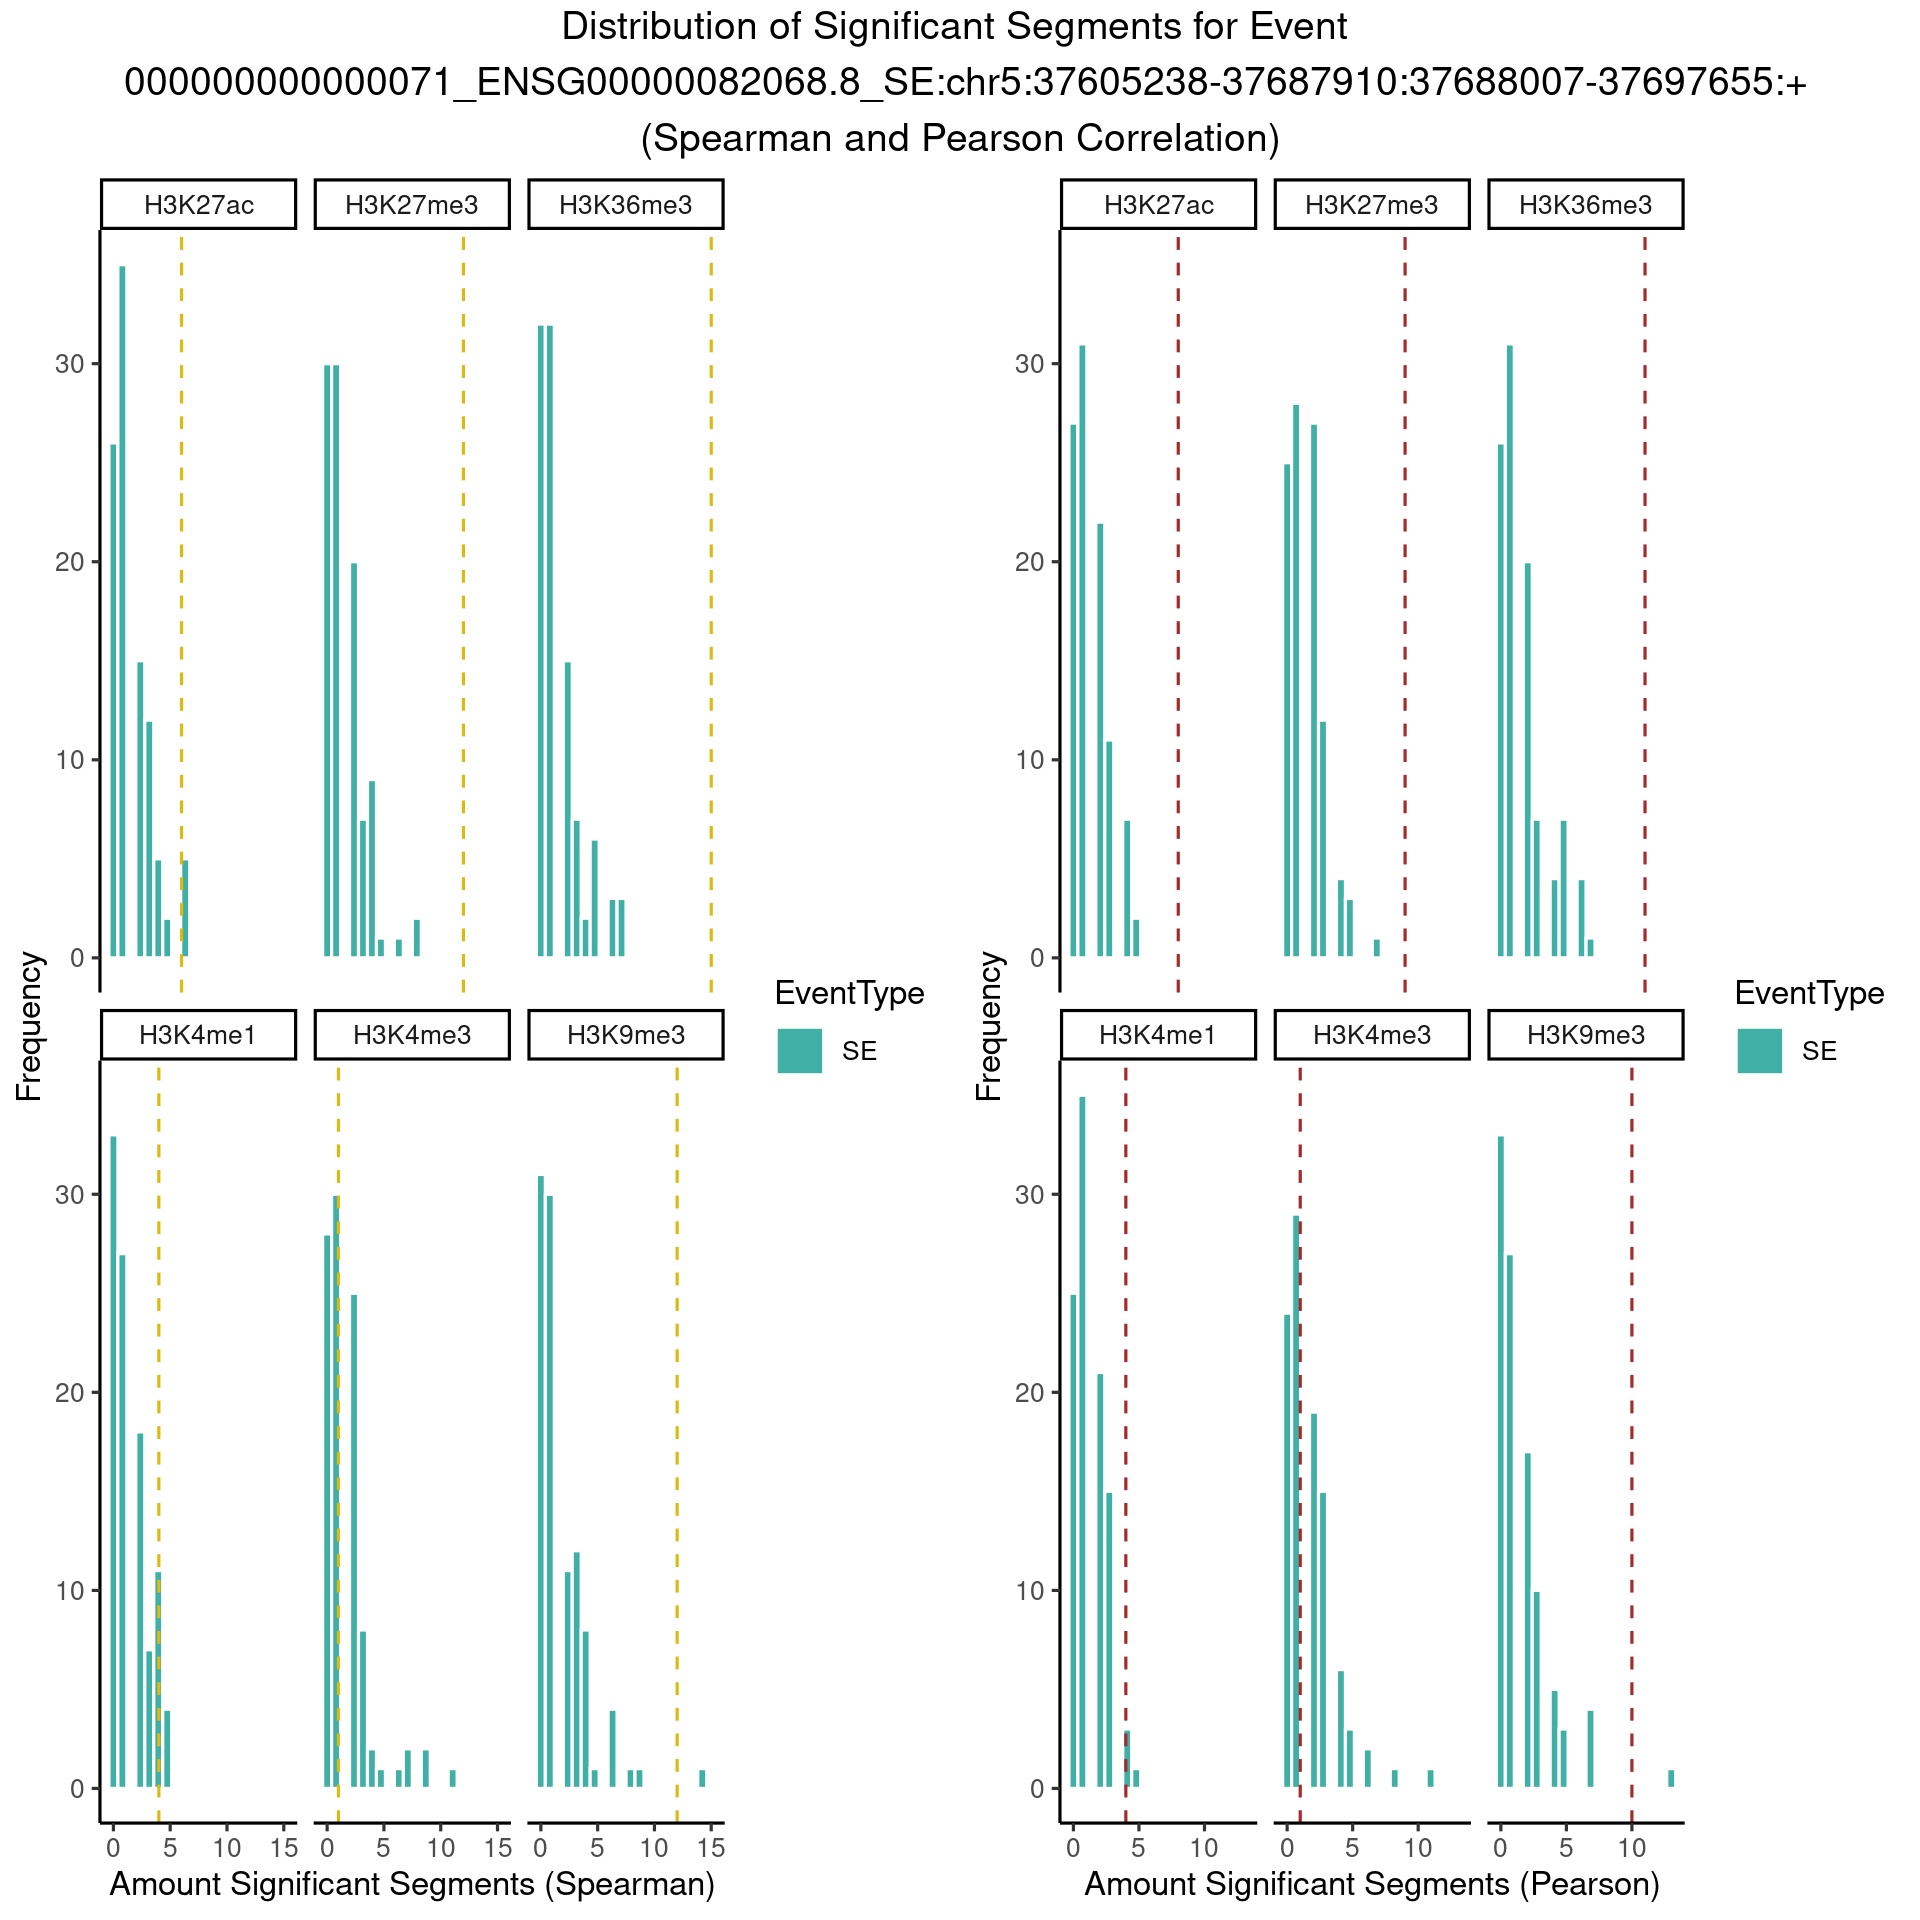 Distribution of Significant Segments for Event
000000000000071_ENSG00000082068.8_SE:chr5:37605238-37687910:37688007-37697655:+
(Spearman and Pearson Correlation)
H3K27ac H3K27me3 H3K36me3
30
20
10
0
H3K4me1 H3K4me3 H3K9me3
30
20
10
0
0 5 10 15 0 5 10 15 0 5 10 15
Frequency
Amount Significant Segments (Spearman)
EventType
SE
H3K27ac H3K27me3 H3K36me3
30
20
10
0
H3K4me1 H3K4me3 H3K9me3
30
20
10
0
0 5 10 0 5 10 0 5 10
Frequency
Amount Significant Segments (Pearson)
EventType
SE